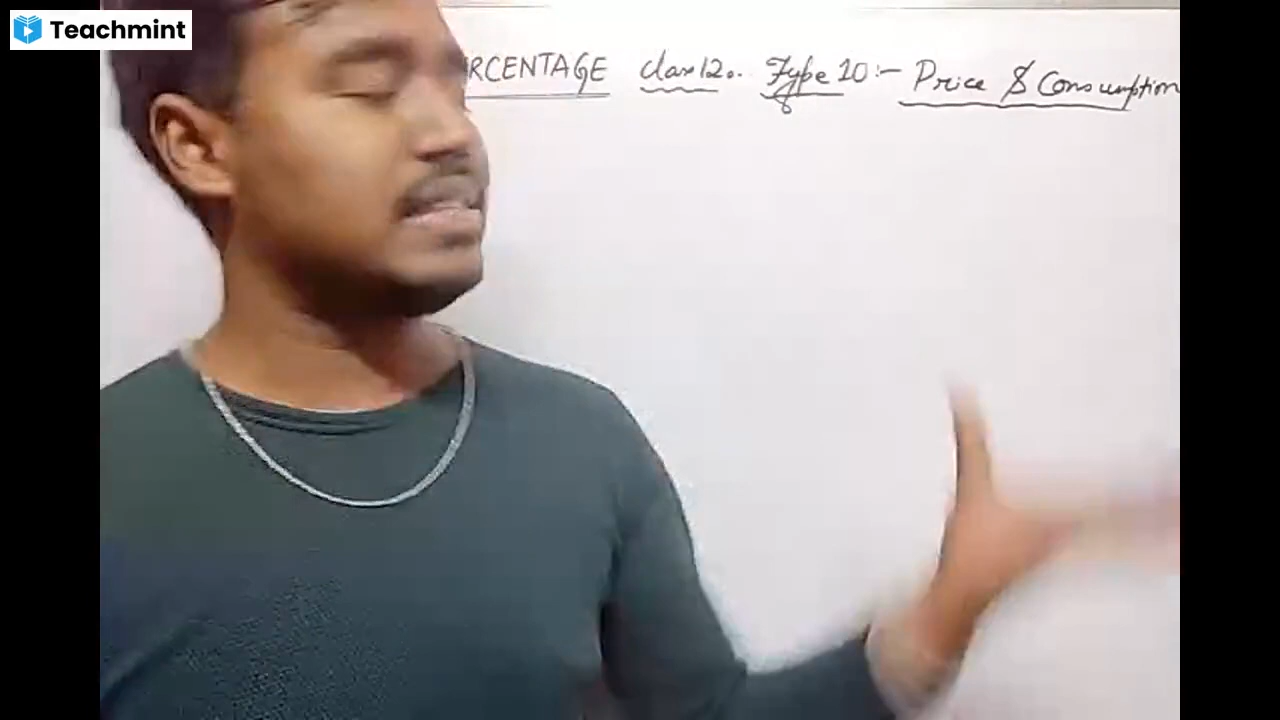 Teachmint
RCENTAGE Class 12. Type 10:- Price & Consumption